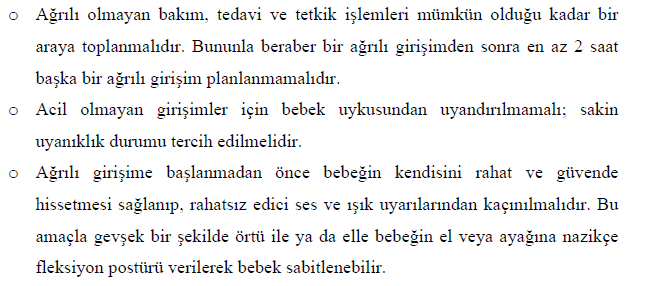 o Ağrılı olmayan bakım, tedavi ve tetkik işlemleri mümkün olduğu kadar bir
araya toplanmalıdır. Bununla beraber bir ağrılı girişimden sonra en az 2 saat
başka bir ağrılı girişim planlanmamalıdır.
o Acil olmayan girişimler için bebek uykusundan uyandırılmamalı; sakin
uyanıklık durumu tercih edilmelidir.
o Ağrılı girişime başlanmadan önce bebeğin kendisini rahat ve güvende
hissetmesi sağlanıp, rahatsız edici ses ve ışık uyarılarından kaçınılmalıdır. Bu
amaçla gevşek bir şekilde örtü ile ya da elle bebeğin el veya ayağına nazikçe
fleksiyon postürü verilerek bebek sabitlenebilir.